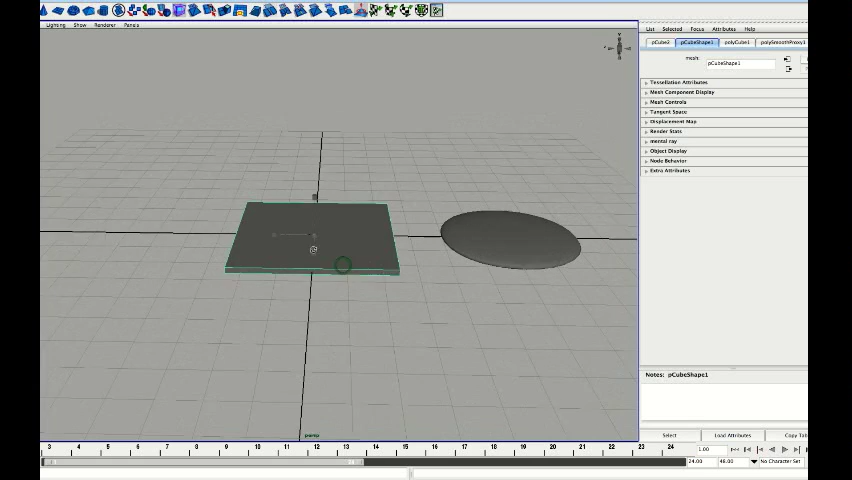 Lighting Show Renderer Panels
List Selected Focus Attributes Help
pCube2 pCubeShape1 polyCube1 polySmoothProxy1
mesh: pCubeShape1
Tessellation Attributes
Mesh Component Display
Mesh Controls
Tangent Space
Displacement Map
Render Stats
mental ray
Object Display
Node Behavior
Extra Attributes
Notes: pCubeShape1
persp
Select Load Attributes Copy Tab
3 4 5 6 7 8 9 10 11 12 13 14 15 16 17 18 19 20 21 22 23 24 1.00
24.00 48.00 No Character Set